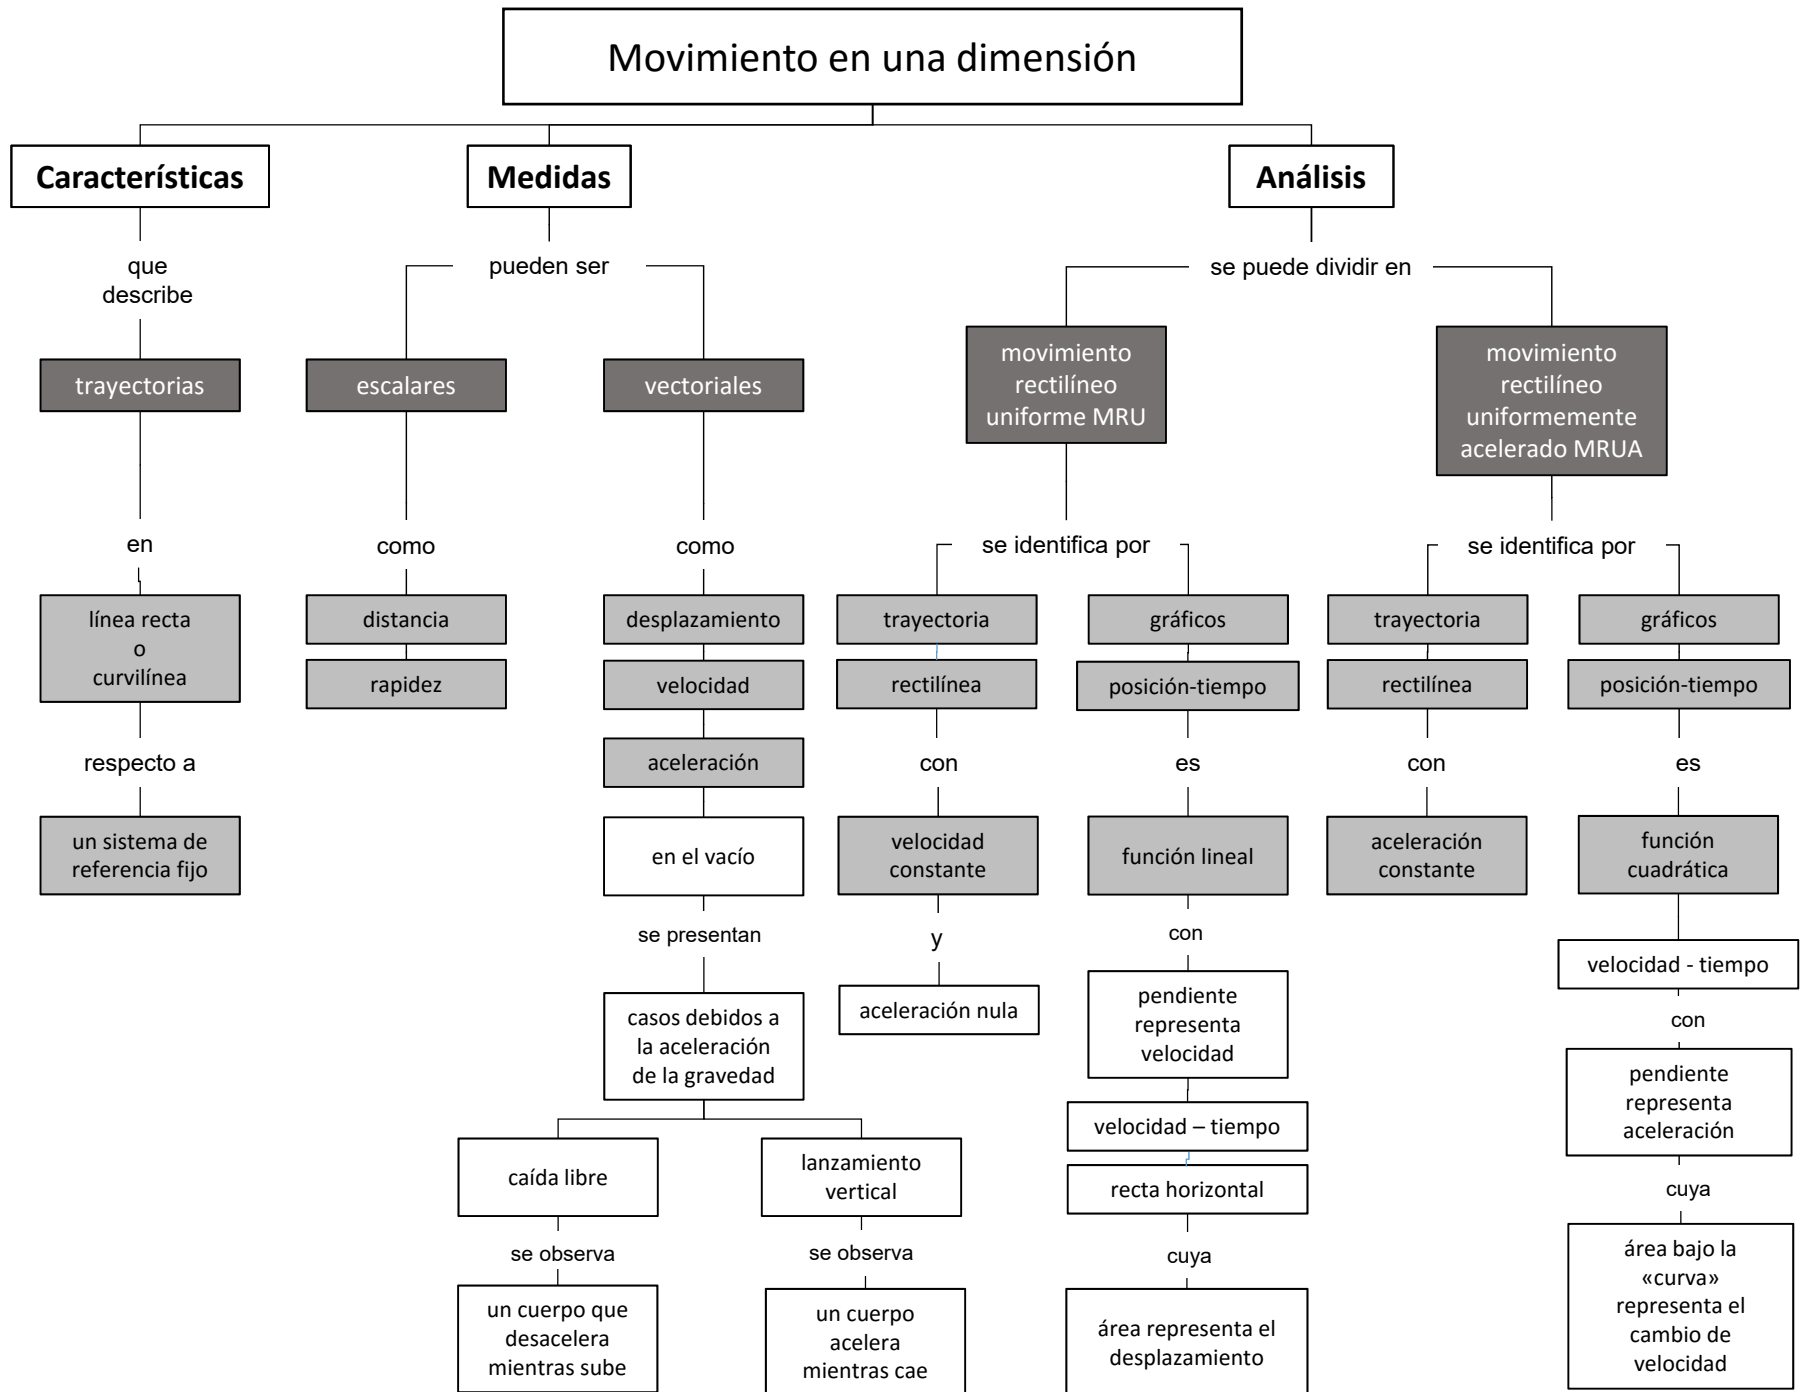 Movimiento en una dimensión
Características
Medidas
Análisis
que
describe
pueden ser
se puede dividir en
trayectorias
escalares
vectoriales
movimiento
rectilíneo
uniforme MRU
movimiento
rectilíneo
uniformemente
acelerado MRUA
en
como
como
se identifica por
se identifica por
línea recta
o
curvilínea
distancia
rapidez
desplazamiento
velocidad
aceleración
trayectoria
rectilínea
gráficos
posición-tiempo
trayectoria
rectilínea
gráficos
posición-tiempo
respecto a
con
es
con
es
un sistema de
referencia fijo
en el vacío
velocidad
constante
función lineal
aceleración
constante
función
cuadrática
se presentan
y
con
velocidad - tiempo
casos debidos a
la aceleración
de la gravedad
aceleración nula
pendiente
representa
velocidad
con
pendiente
representa
aceleración
velocidad – tiempo
recta horizontal
caída libre
lanzamiento
vertical
cuya
se observa
se observa
cuya
un cuerpo que
desacelera
mientras sube
un cuerpo
acelera
mientras cae
área representa el
desplazamiento
área bajo la
«curva»
representa el
cambio de
velocidad